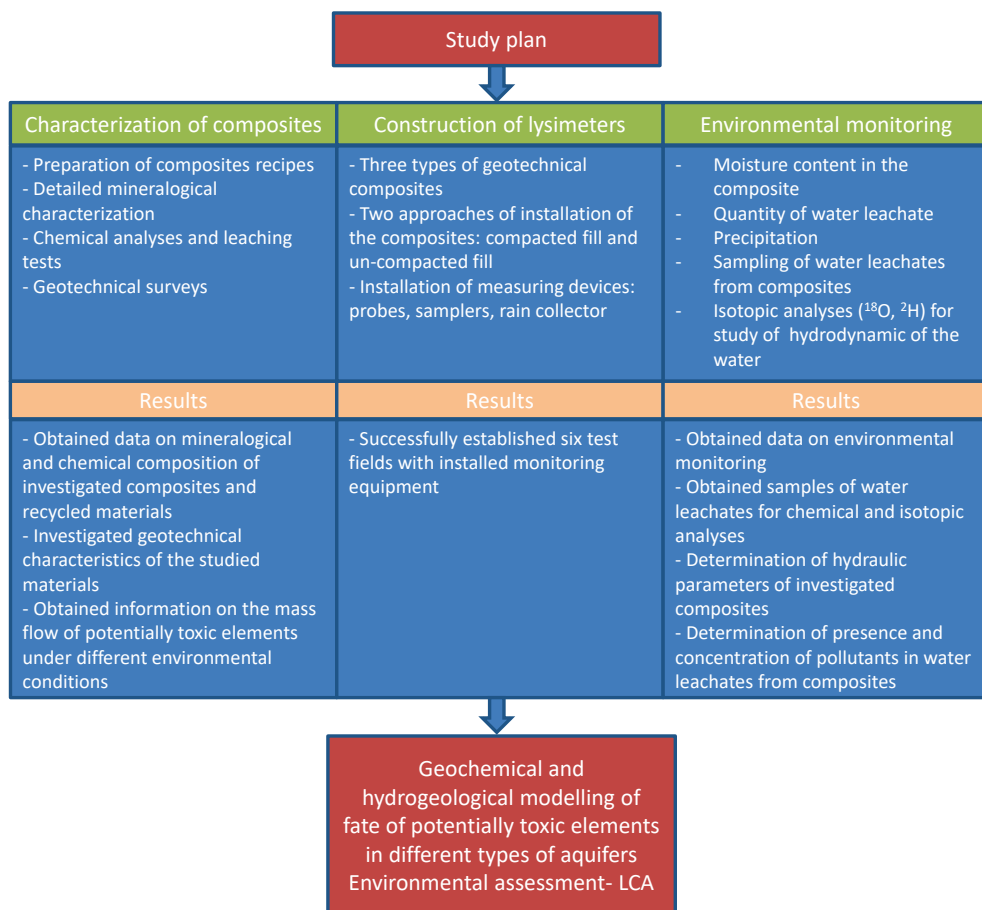 Study plan
Characterization of composites
- Preparation of composites recipes
- Detailed mineralogical
characterization
- Chemical analyses and leaching
tests
- Geotechnical surveys
Construction of lysimeters
- Three types of geotechnical
composites
- Two approaches of installation of
the composites: compacted fill and
un-compacted fill
- Installation of measuring devices:
probes, samplers, rain collector
Environmental monitoring
- Moisture content in the
composite
- Quantity of water leachate
- Precipitation
- Sampling of water leachates
from composites
- Isotopic analyses (¹⁸O, ²H) for
study of hydrodynamic of the
water
Results
- Obtained data on mineralogical
and chemical composition of
investigated composites and
recycled materials
- Investigated geotechnical
characteristics of the studied
materials
- Obtained information on the mass
flow of potentially toxic elements
under different environmental
conditions
Results
- Successfully established six test
fields with installed monitoring
equipment
Results
- Obtained data on environmental
monitoring
- Obtained samples of water
leachates for chemical and isotopic
analyses
- Determination of hydraulic
parameters of investigated
composites
- Determination of presence and
concentration of pollutants in water
leachates from composites
Geochemical and
hydrogeological modelling of
fate of potentially toxic elements
in different types of aquifers
Environmental assessment- LCA